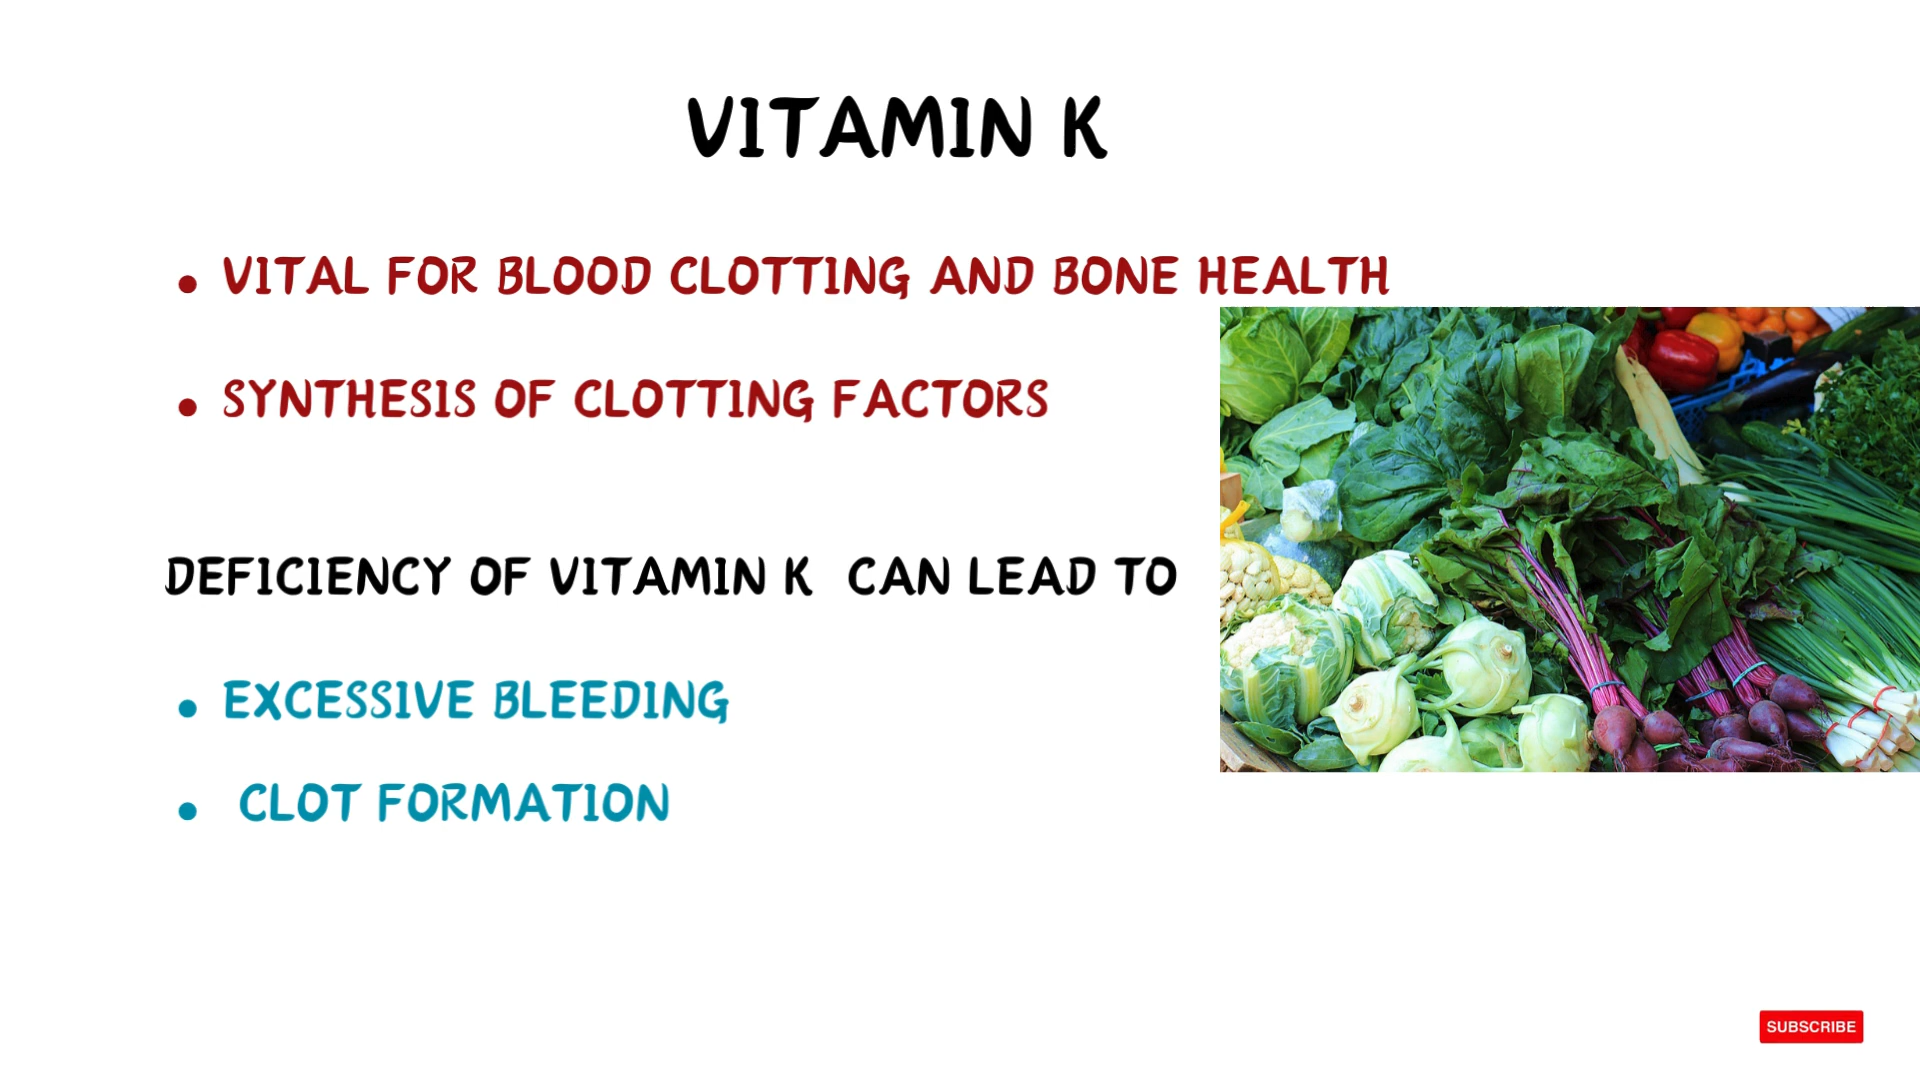 VITAMIN K
• VITAL FOR BLOOD CLOTTING AND BONE HEALTH
• SYNTHESIS OF CLOTTING FACTORS
DEFICIENCY OF VITAMIN K CAN LEAD TO
• EXCESSIVE BLEEDING
• CLOT FORMATION
SUBSCRIBE